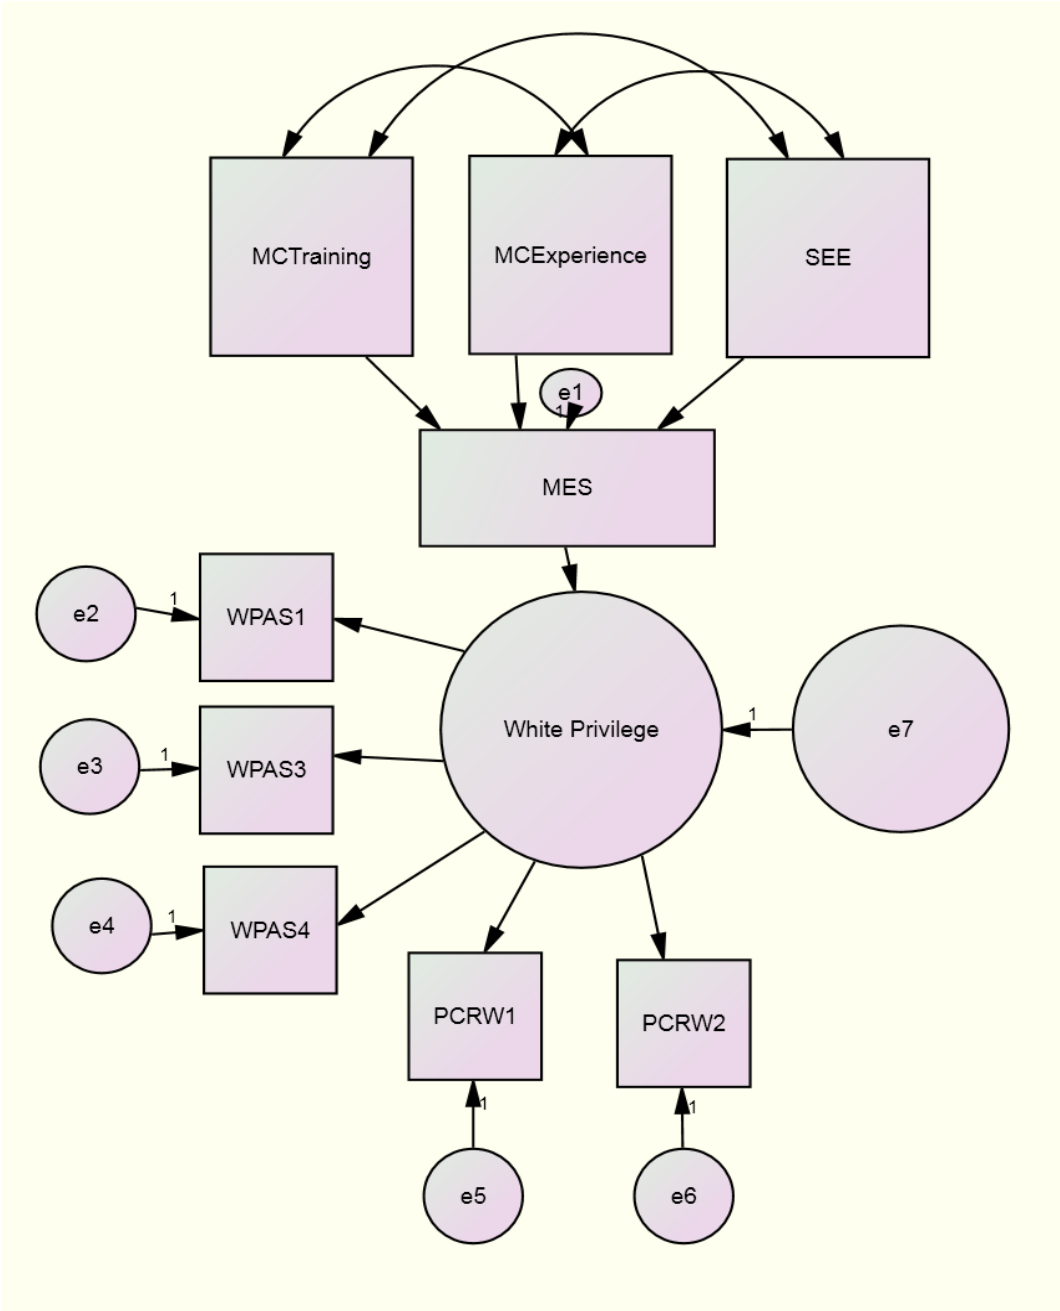 MCTraining
MCExperience
SEE
e1
1
MES
e2
1
WPAS1
e3
1
WPAS3
White Privilege
1
e7
e4
1
WPAS4
PCRW1
PCRW2
1
1
e5
e6